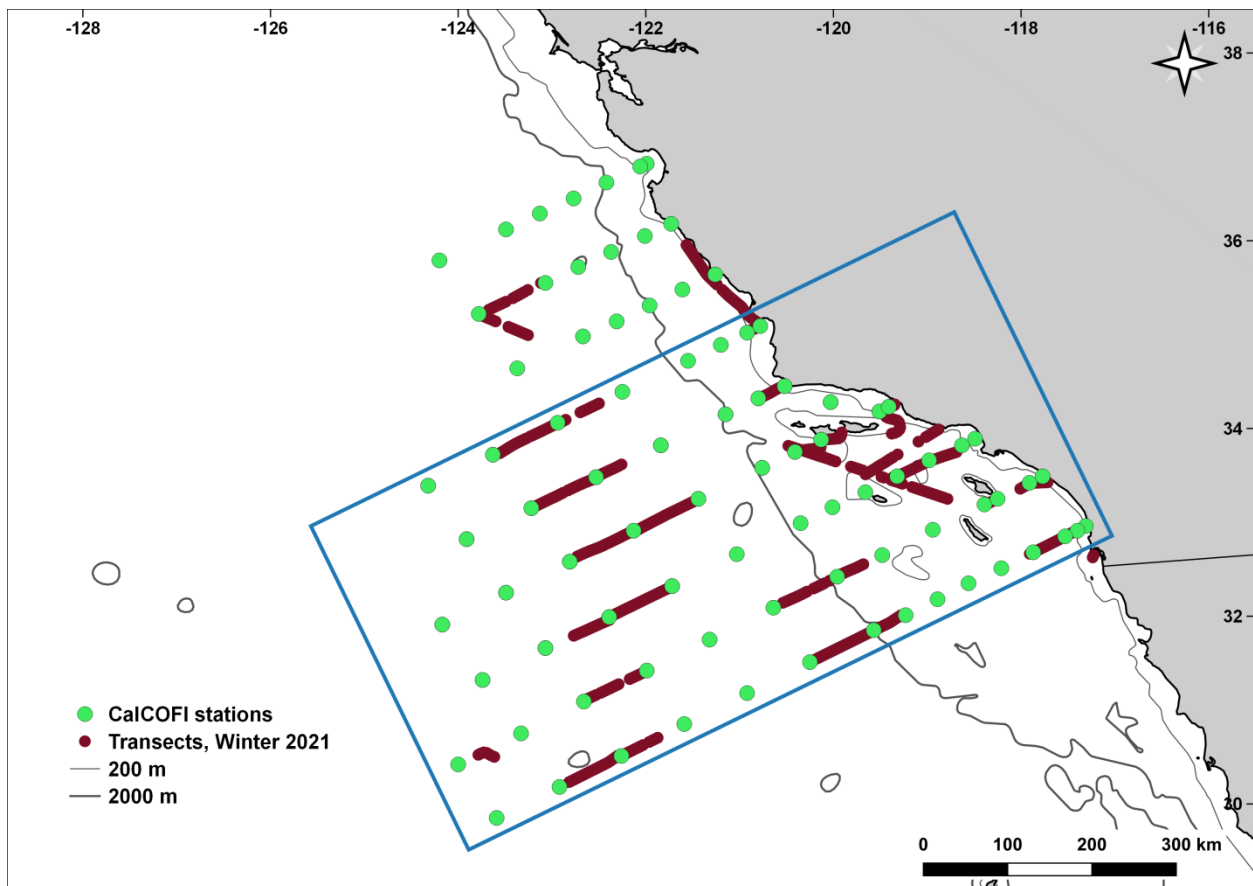 -128 -126 -124 -122 -120 -118 -116
38
36
34
32
30
CalCOFI stations
Transects, Winter 2021
200 m
2000 m
0 100 200 300 km